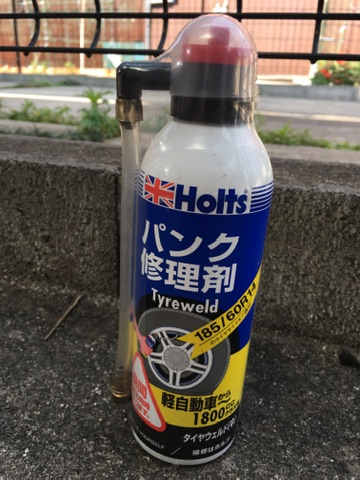 Holts
パンク
修理剤
Tyreweld
185/60R14
軽自動車から
1800cc
タイヤウェルド